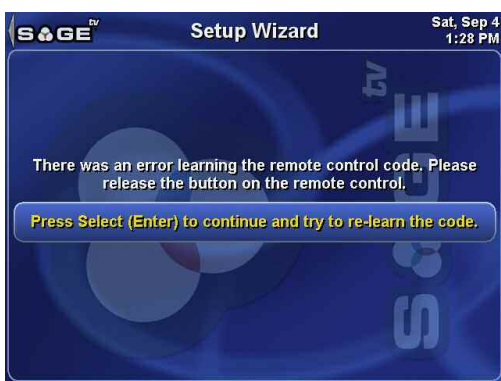 SAGE tv
Setup Wizard
Sat, Sep 4
1:28 PM
There was an error learning the remote control code. Please
release the button on the remote control.
Press Select (Enter) to continue and try to re-learn the code.
SAGE tv